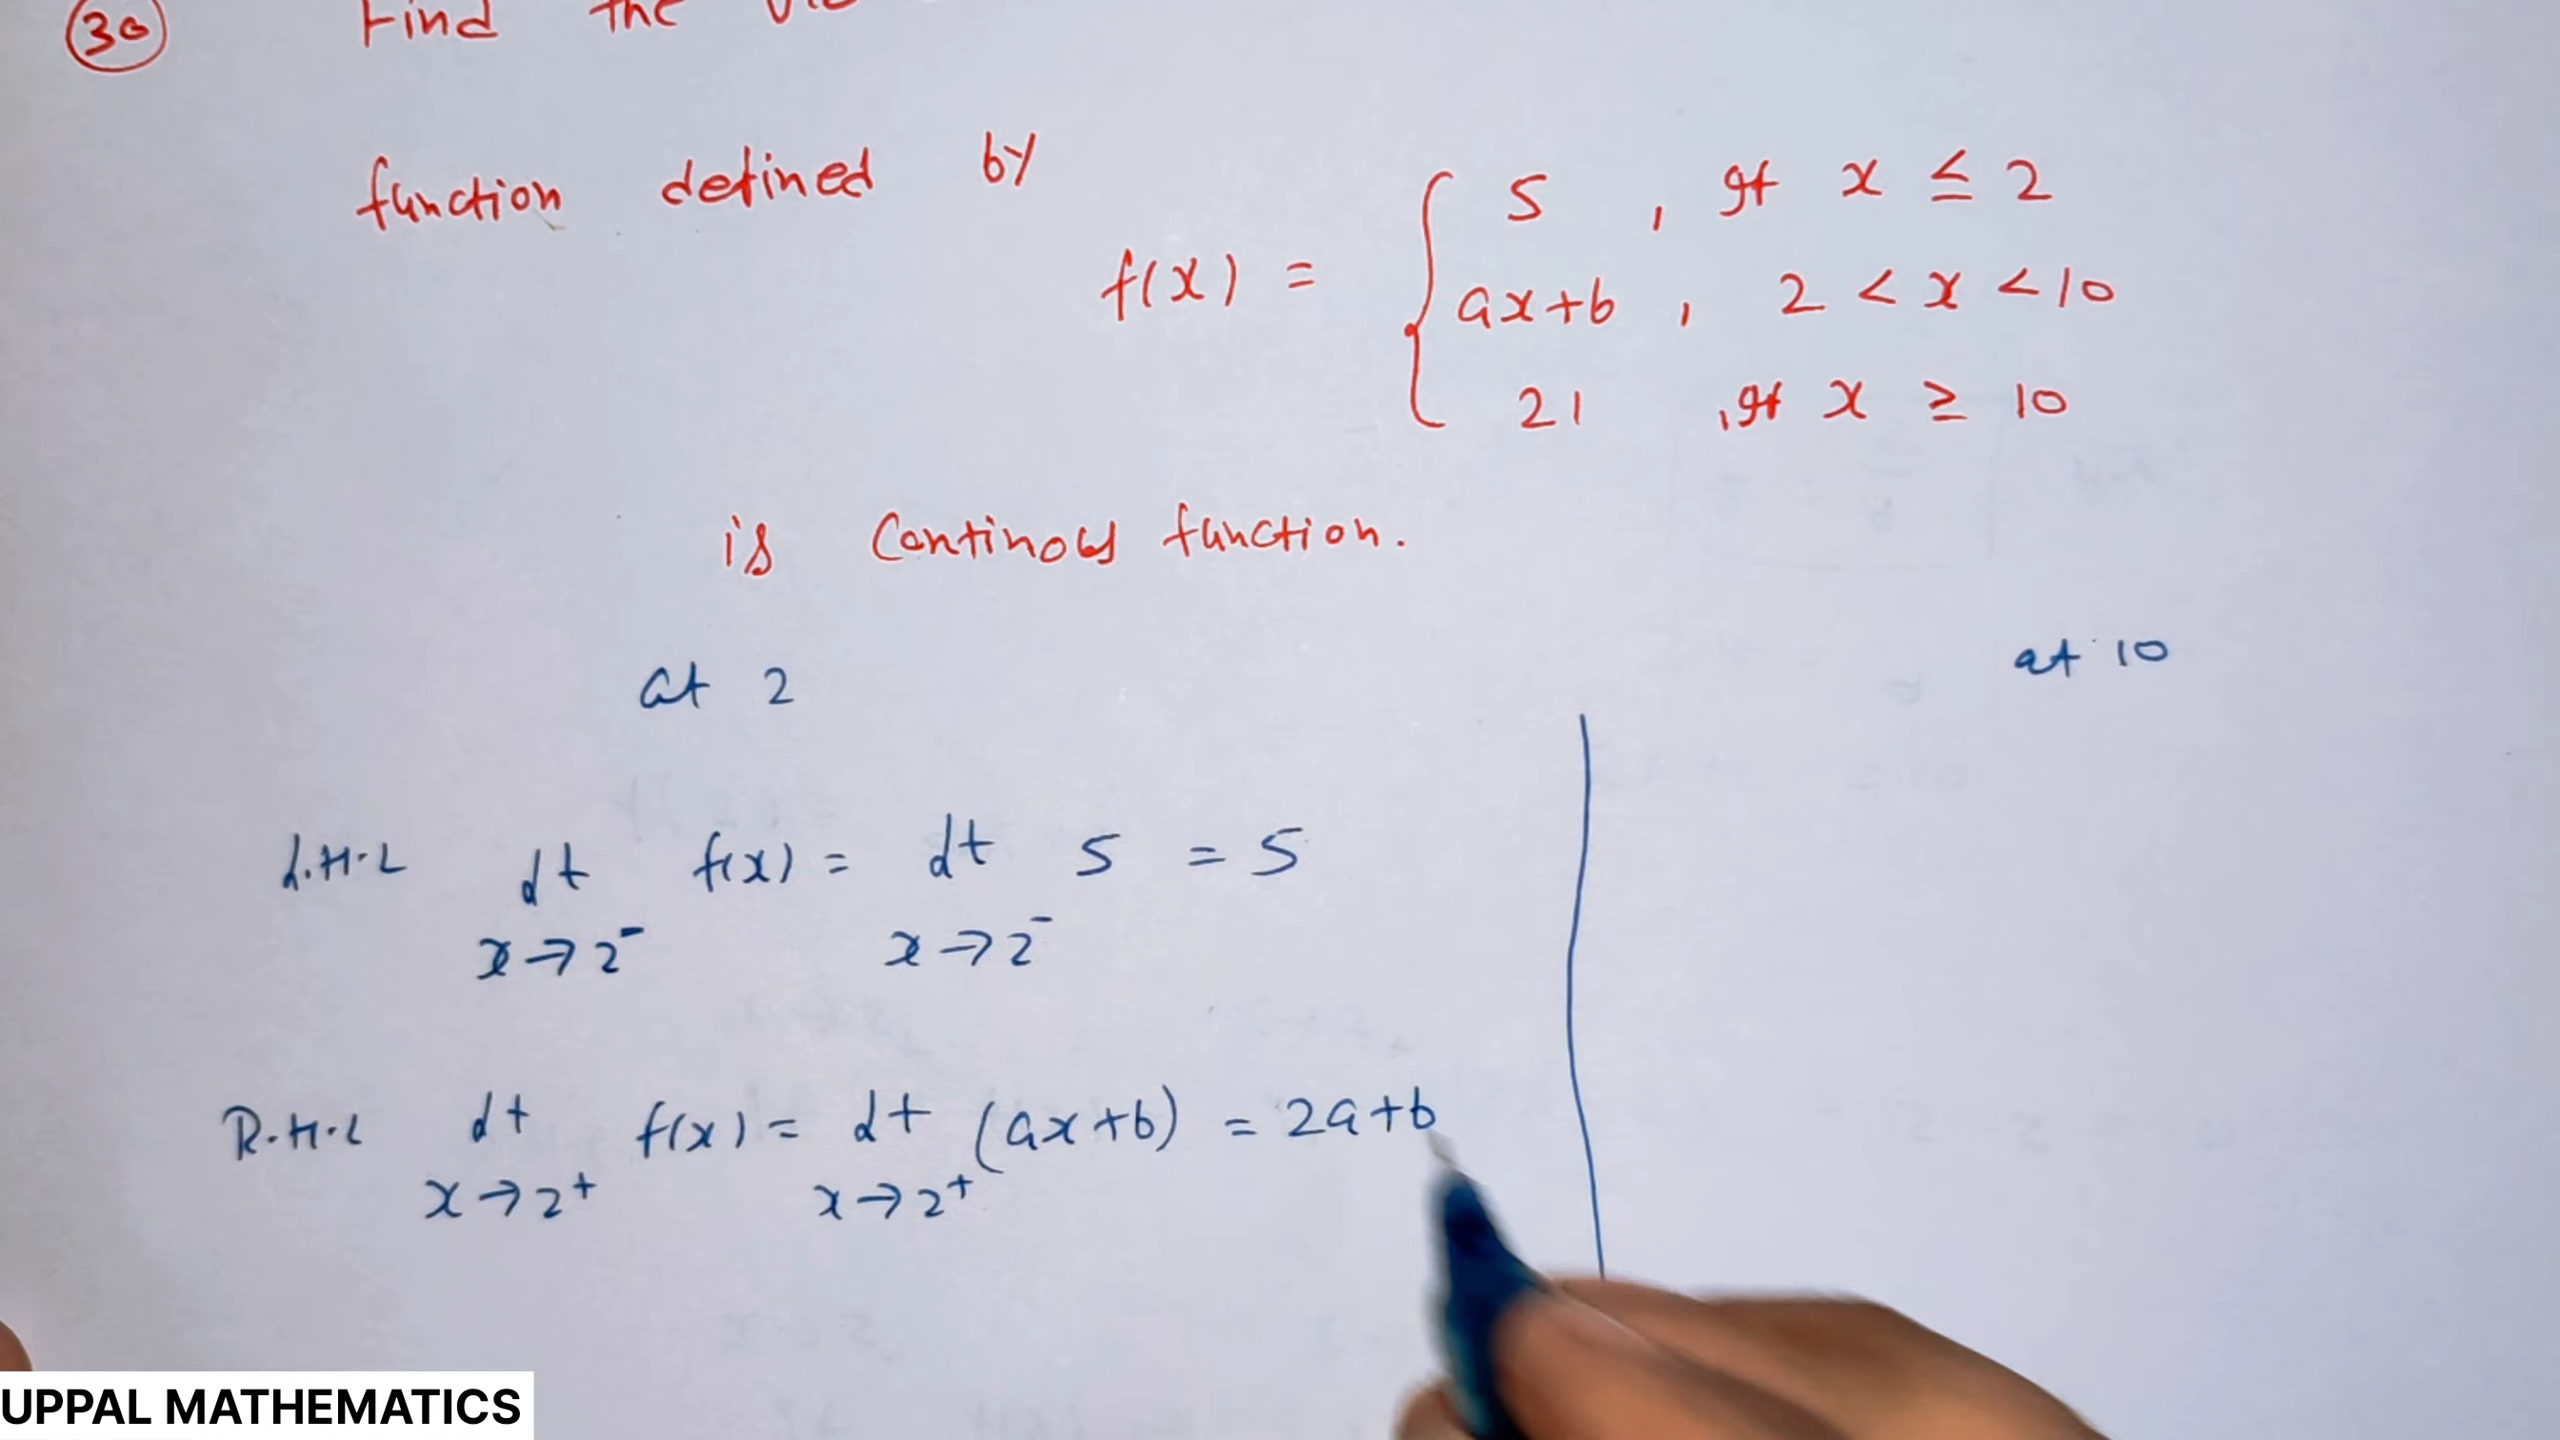 30 Find the
function defined by
f(x) = { 5 , if x ≤ 2
ax+b , 2 < x < 10
21 , if x ≥ 10
is Continous function.
at 2
at 10
L.H.L Lt f(x) = Lt 5 = 5
x→2⁻ x→2⁻
R.H.L Lt f(x) = Lt (ax+b) = 2a+b
x→2⁺ x→2⁺
UPPAL MATHEMATICS